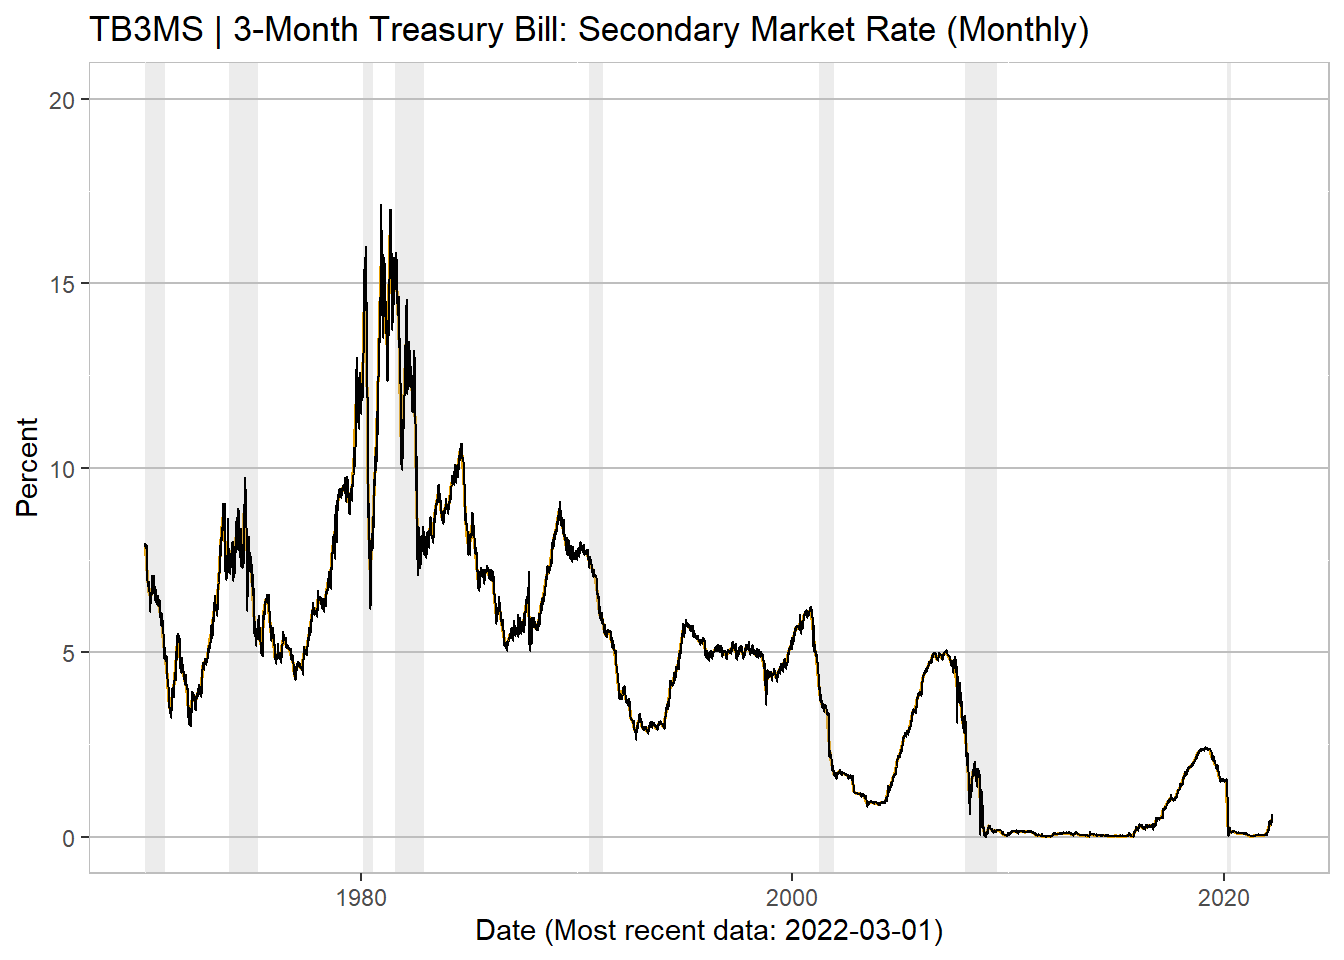 TB3MS | 3-Month Treasury Bill: Secondary Market Rate (Monthly)
20
15
10
5
0
Percent
1980
2000
2020
Date (Most recent data: 2022-03-01)